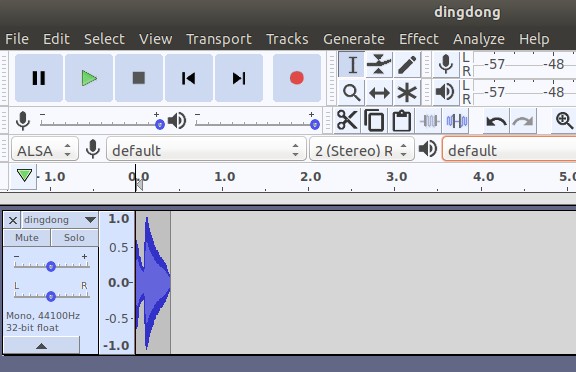 dingdong
File Edit Select View Transport Tracks Generate Effect Analyze Help
L
R
-57 -48
L
R
-57 -48
ALSA default 2 (Stereo) R default
1.0 0.0 1.0 2.0 3.0 4.0 5.0
dingdong
Mute Solo
- +
L R
Mono, 44100Hz
32-bit float
1.0
0.5
0.0
-0.5
-1.0